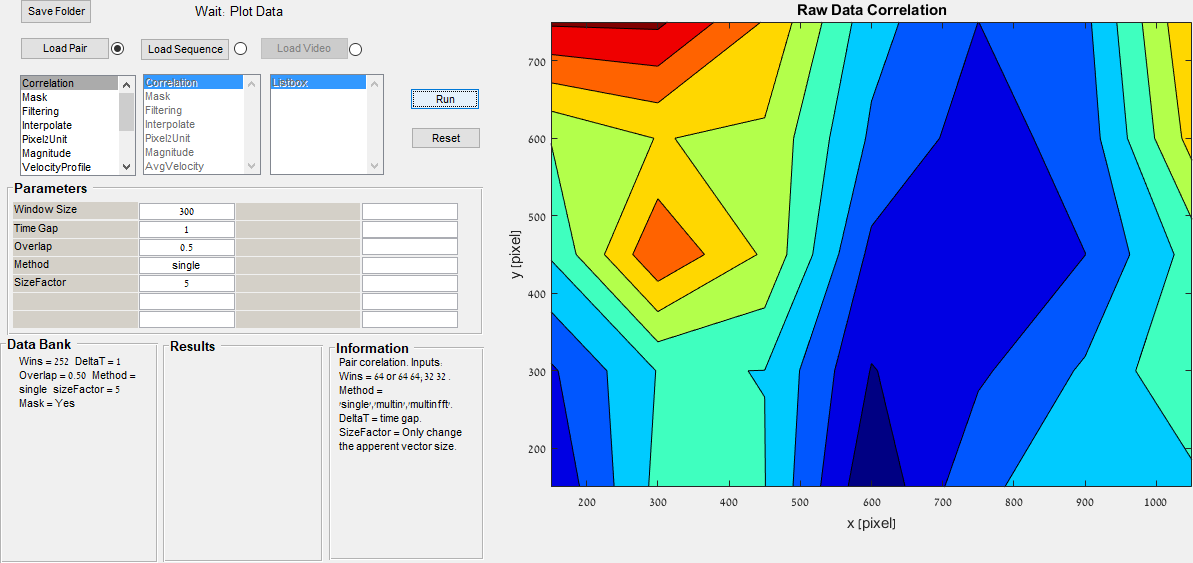 Save Folder
Wait: Plot Data
Load Pair
Load Sequence
Load Video
Correlation
Mask
Filtering
Interpolate
Pixel2Unit
Magnitude
VelocityProfile
Correlation
Mask
Filtering
Interpolate
Pixel2Unit
Magnitude
AvgVelocity
Listbox
Run
Reset
Parameters
Window Size 300
Time Gap 1
Overlap 0.5
Method single
SizeFactor 5
Data Bank
Wins = 252 DeltaT = 1
Overlap = 0.50 Method =
single sizeFactor = 5
Mask = Yes
Results
Information
Pair corelation. Inputs:
Wins = 64 or 64 64, 32 32 .
Method =
'single','multin','multinfft'.
DeltaT = time gap.
SizeFactor = Only change
the apperent vector size.
Raw Data Correlation
y [pixel]
700
600
500
400
300
200
200 300 400 500 600 700 800 900 1000
x [pixel]